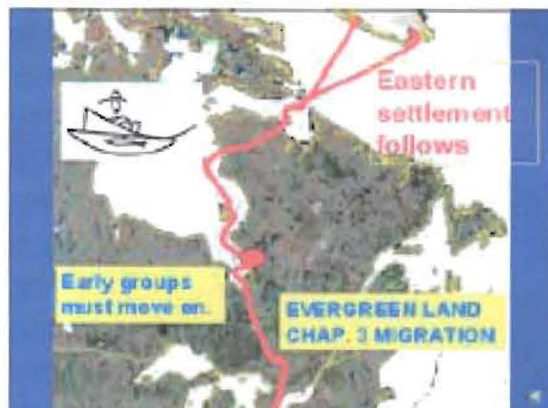 Eastern
settlement
follows
Early groups
must move on.
EVERGREEN LAND
CHAP. 3 MIGRATION